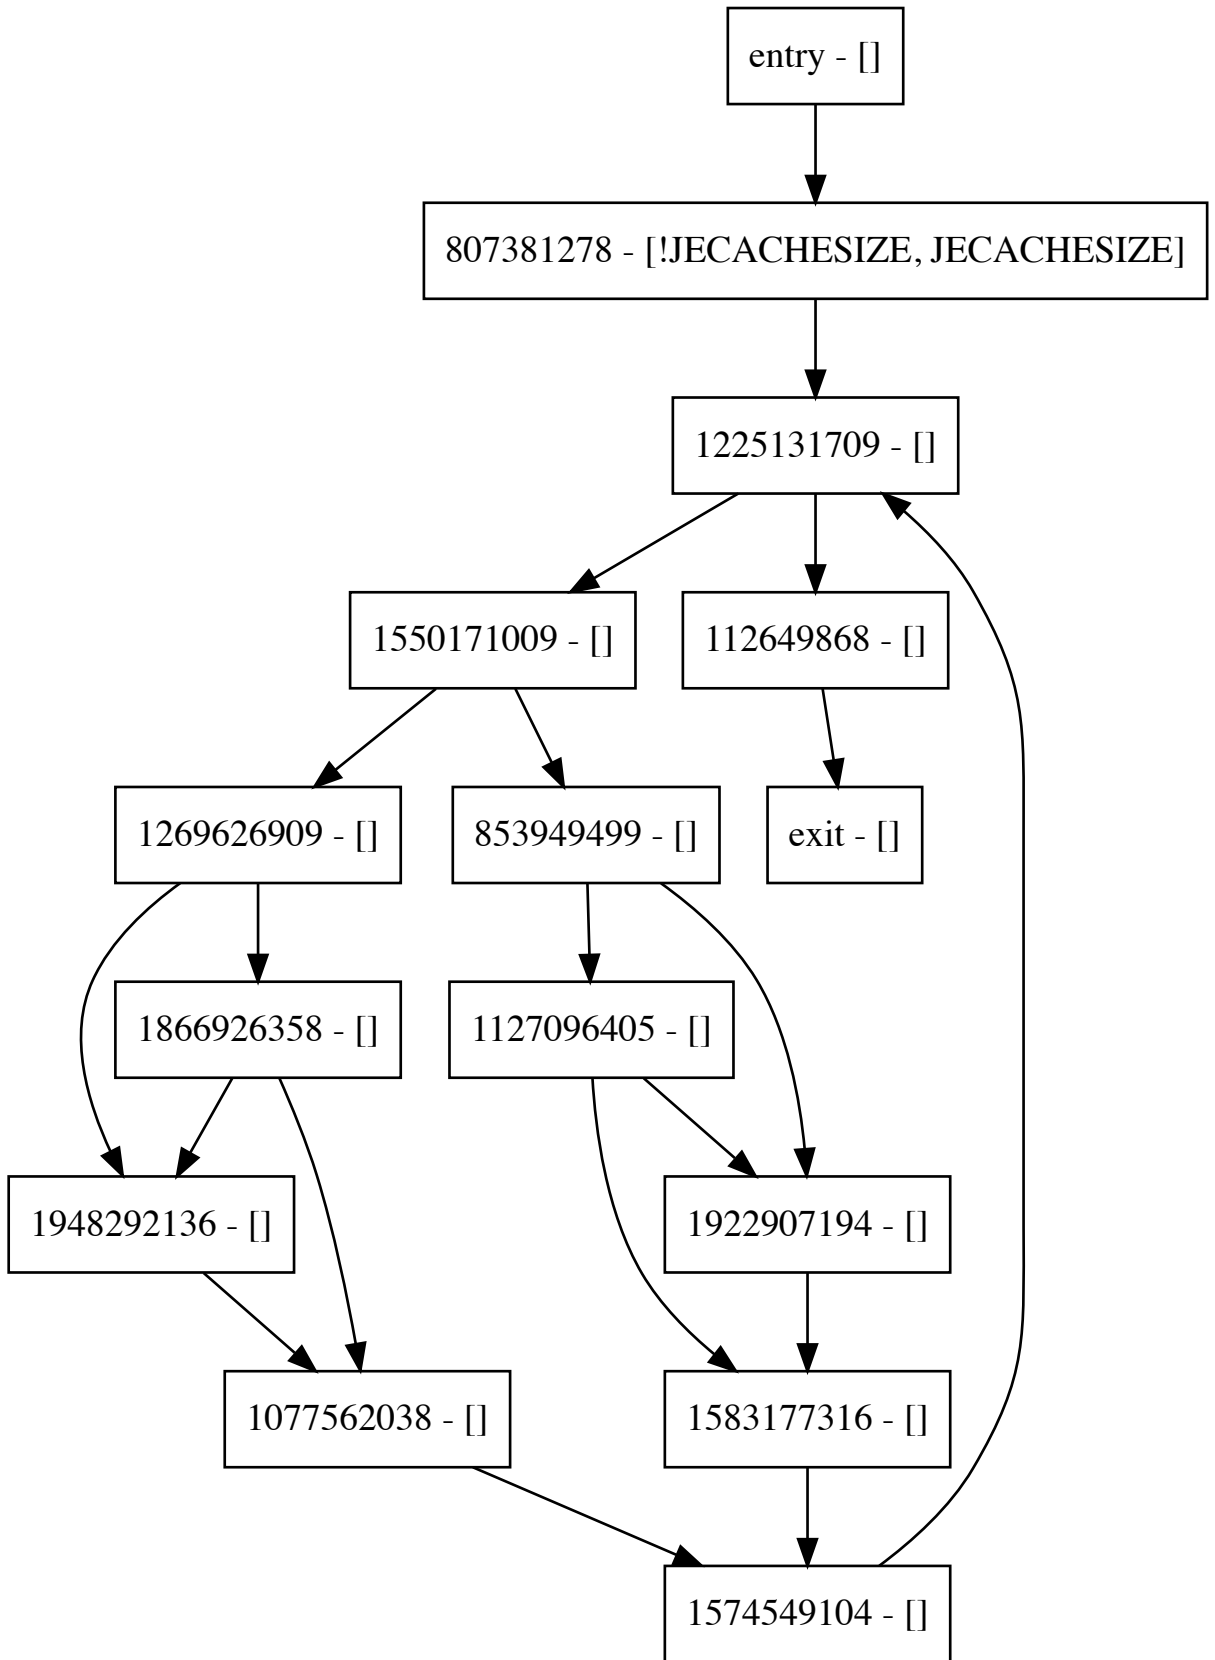 entry - []
807381278 - [!JECACHESIZE, JECACHESIZE]
1225131709 - []
1550171009 - []
112649868 - []
1269626909 - []
853949499 - []
exit - []
1866926358 - []
1127096405 - []
1948292136 - []
1922907194 - []
1077562038 - []
1583177316 - []
1574549104 - []